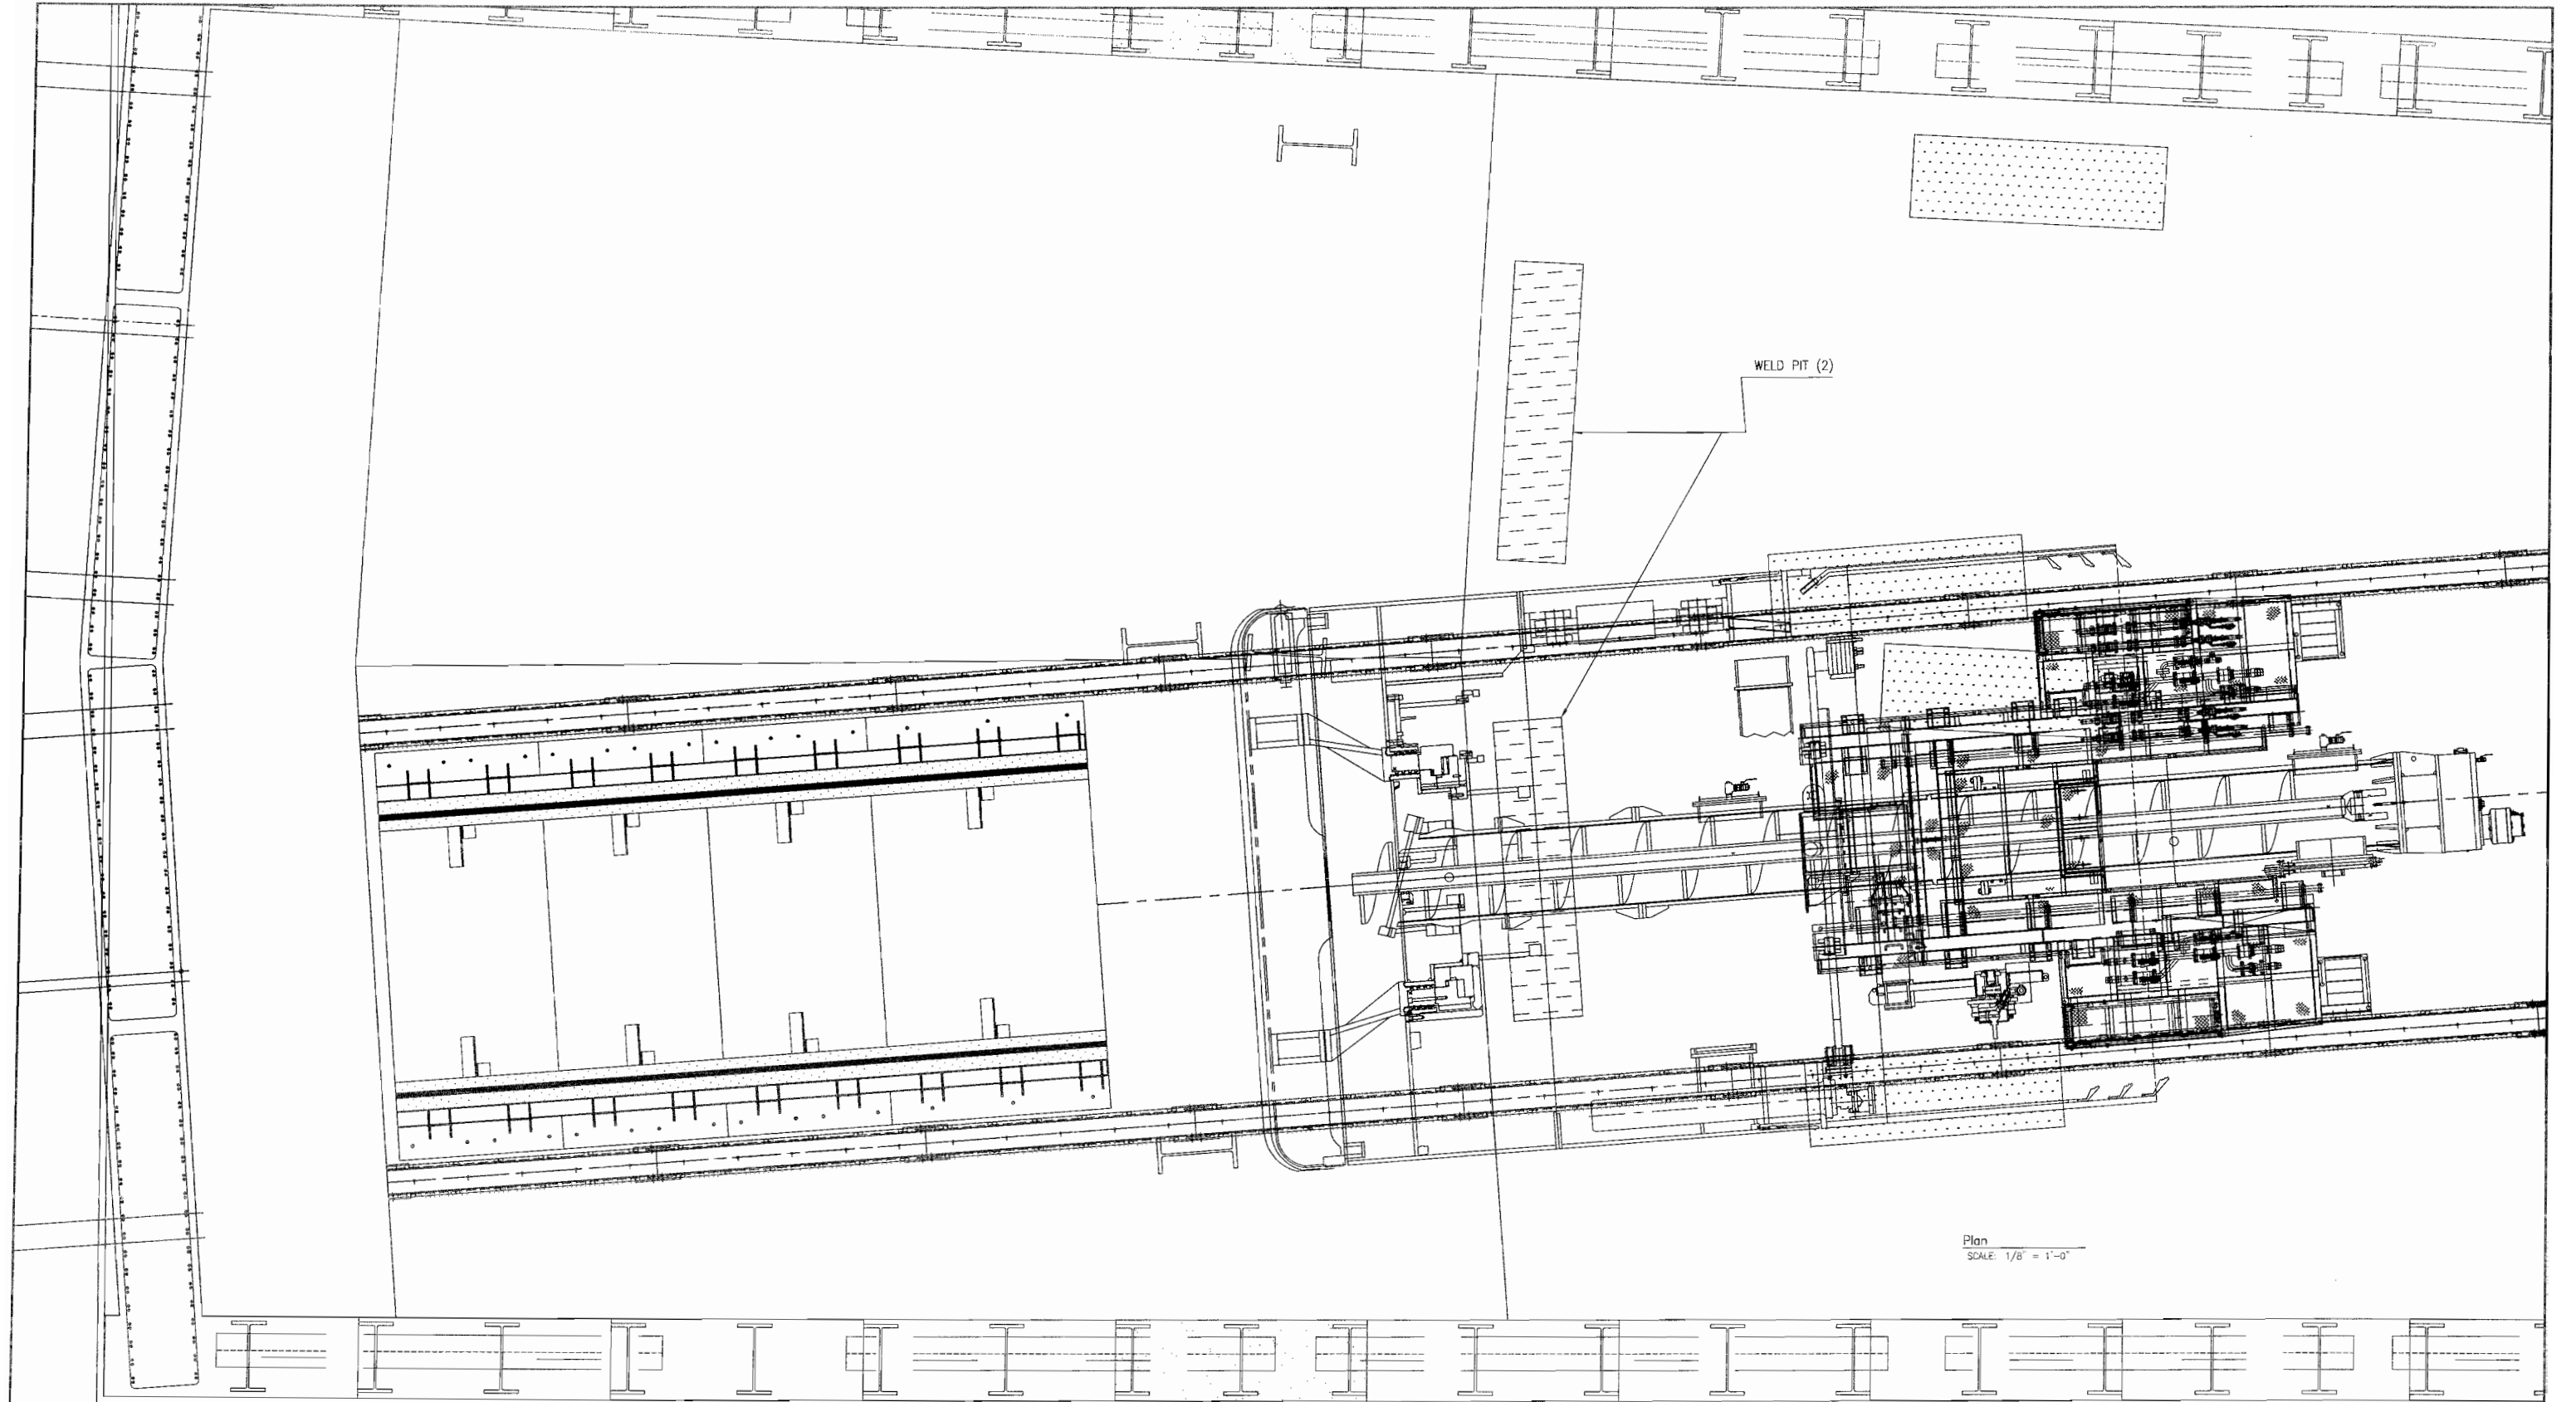 WELD PIT (2)
Plan
SCALE: 1/8" = 1'-0"